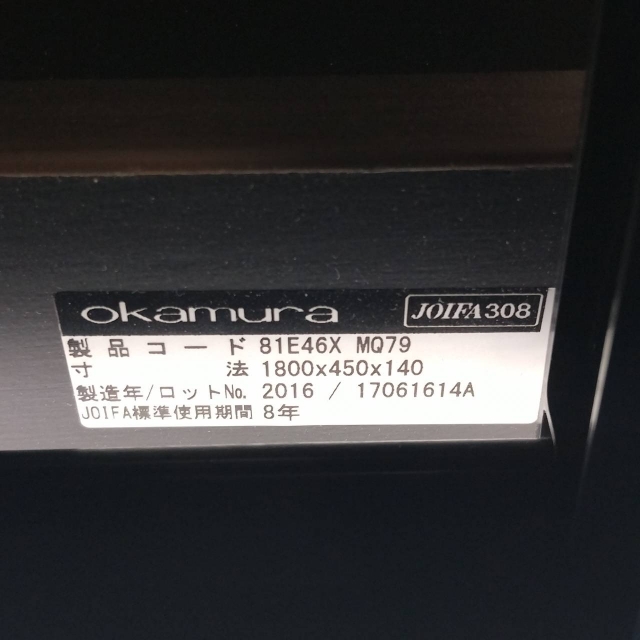 okamura JOIFA308
製品コード 81E46X MQ79
寸法 1800x450x140
製造年/ロットNo. 2016 / 17061614A
JOIFA標準使用期間 8年